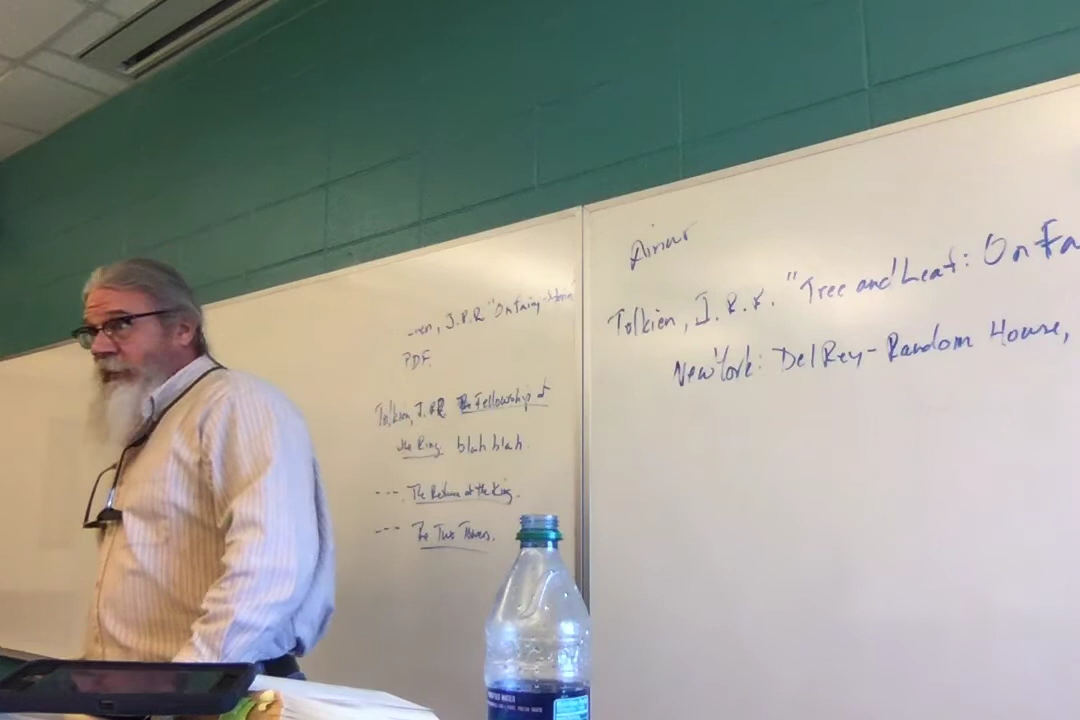 J.R.R "On Fairy-Stories"
PDF.
Tolkien, J.RR. The Fellowship of
the Ring. blah blah.
---. The Return of the King.
--- The Two Towers.
Tolkien, J. R. R. "Tree and Leaf: On Fa
New York: Del Rey-Random House,